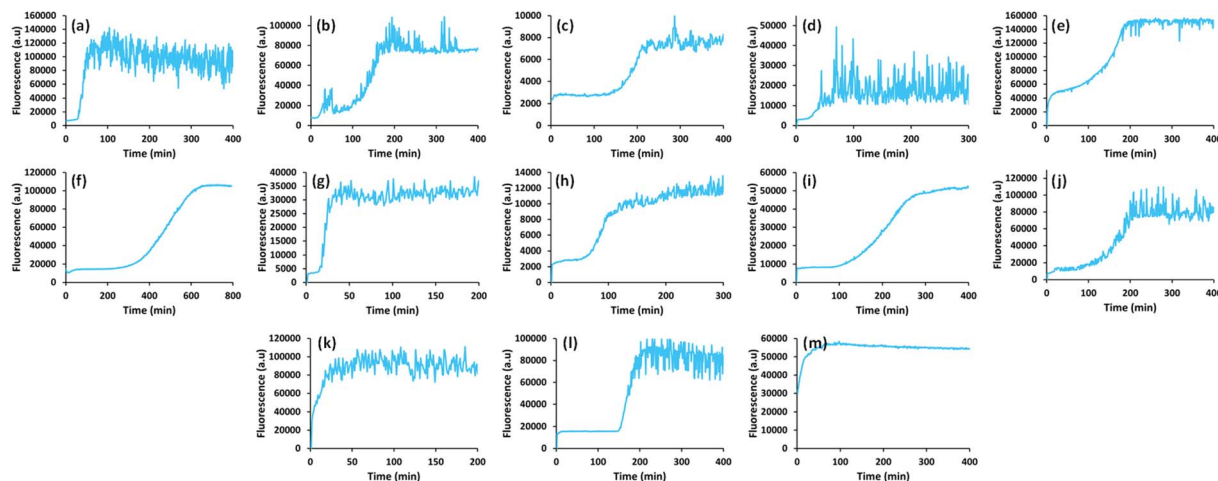 (a)
Fluorescence (a.u)
160000
140000
120000
100000
80000
60000
40000
20000
0
0 100 200 300 400
Time (min)
(b)
Fluorescence (a.u)
100000
80000
60000
40000
20000
0
0 100 200 300 400
Time (min)
(c)
Fluorescence (a.u)
10000
8000
6000
4000
2000
0
0 100 200 300 400
Time (min)
(d)
Fluorescence (a.u)
50000
40000
30000
20000
10000
0
0 100 200 300
Time (min)
(e)
Fluorescence (a.u)
160000
140000
120000
100000
80000
60000
40000
20000
0
0 100 200 300 400
Time (min)
(f)
Fluorescence (a.u)
120000
100000
80000
60000
40000
20000
0
0 200 400 600 800
Time (min)
(g)
Fluorescence (a.u)
40000
35000
30000
25000
20000
15000
10000
5000
0
0 50 100 150 200
Time (min)
(h)
Fluorescence (a.u)
14000
12000
10000
8000
6000
4000
2000
0
0 100 200 300
Time (min)
(i)
Fluorescence (a.u)
60000
50000
40000
30000
20000
10000
0
0 100 200 300 400
Time (min)
(j)
Fluorescence (a.u)
120000
100000
80000
60000
40000
20000
0
0 100 200 300 400
Time (min)
(k)
Fluorescence (a.u)
120000
100000
80000
60000
40000
20000
0
0 50 100 150 200
Time (min)
(l)
Fluorescence (a.u)
100000
80000
60000
40000
20000
0
0 100 200 300 400
Time (min)
(m)
Fluorescence (a.u)
60000
50000
40000
30000
20000
10000
0
0 100 200 300 400
Time (min)